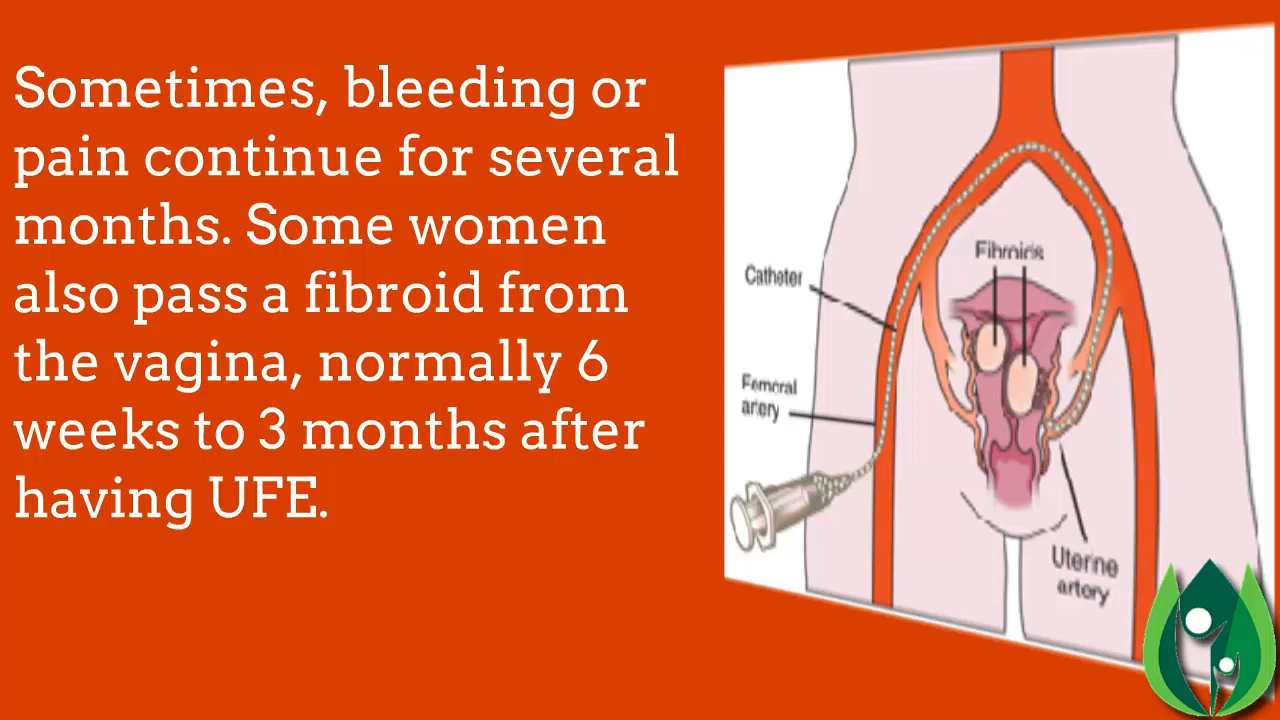 Sometimes, bleeding or
pain continue for several
months. Some women
also pass a fibroid from
the vagina, normally 6
weeks to 3 months after
having UFE.
Fibroids
Catheter
Femoral
artery
Uterine
artery